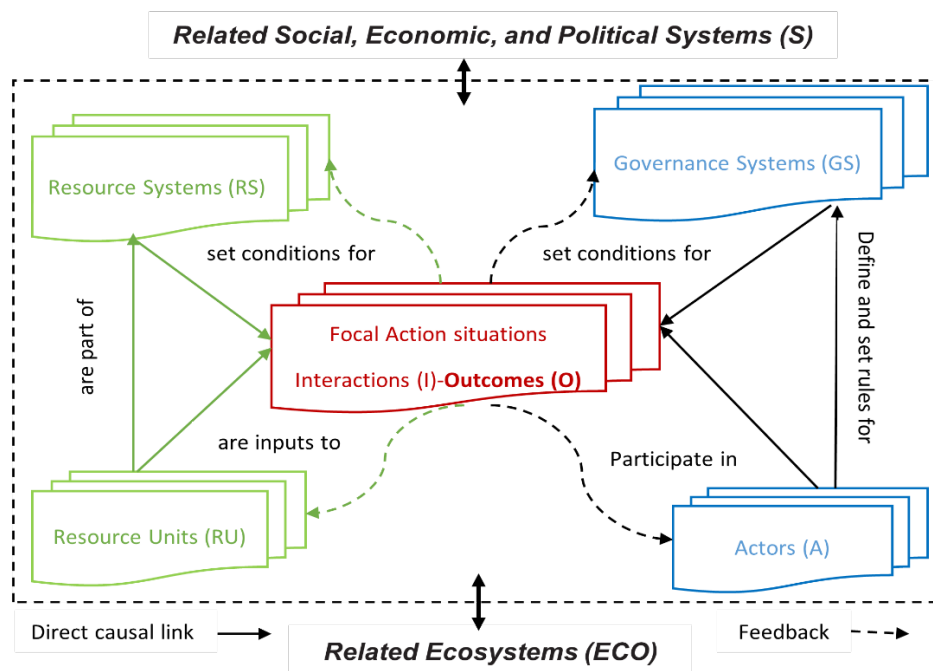 Related Social, Economic, and Political Systems (S)
Resource Systems (RS)
Governance Systems (GS)
set conditions for
set conditions for
are part of
Define and set rules for
Focal Action situations
Interactions (I)-Outcomes (O)
are inputs to
Participate in
Resource Units (RU)
Actors (A)
Direct causal link
Feedback
Related Ecosystems (ECO)